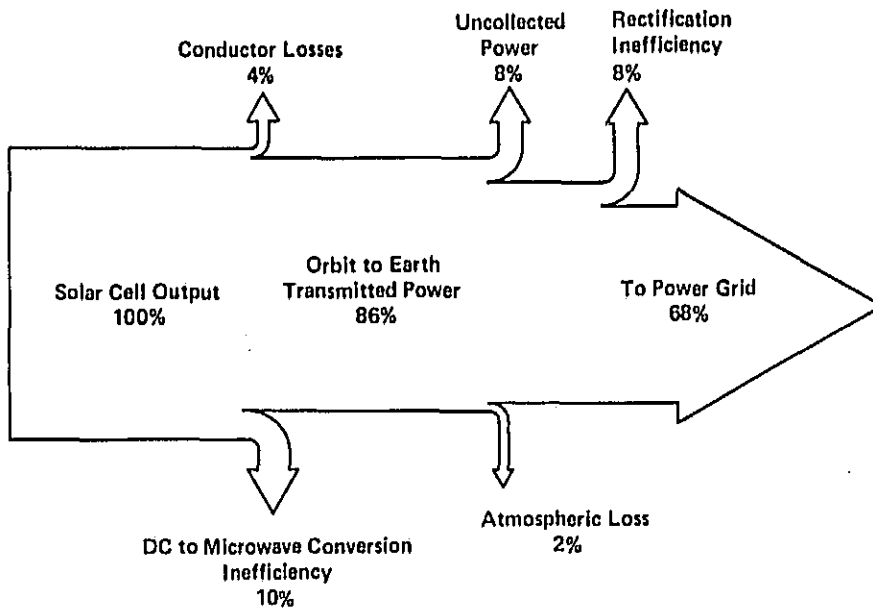 Conductor Losses
4%
Uncollected
Power
8%
Rectification
Inefficiency
8%
Solar Cell Output
100%
Orbit to Earth
Transmitted Power
86%
To Power Grid
68%
DC to Microwave Conversion
Inefficiency
10%
Atmospheric Loss
2%